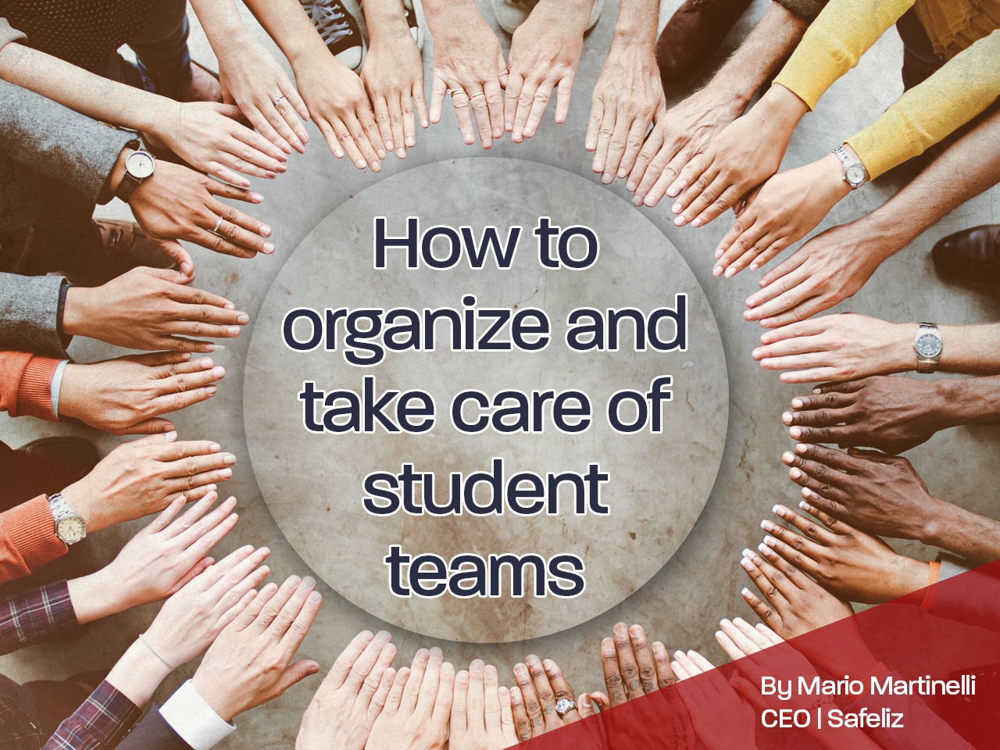 How to
organize and
take care of
student
teams
By Mario Martinelli
CEO | Safeliz